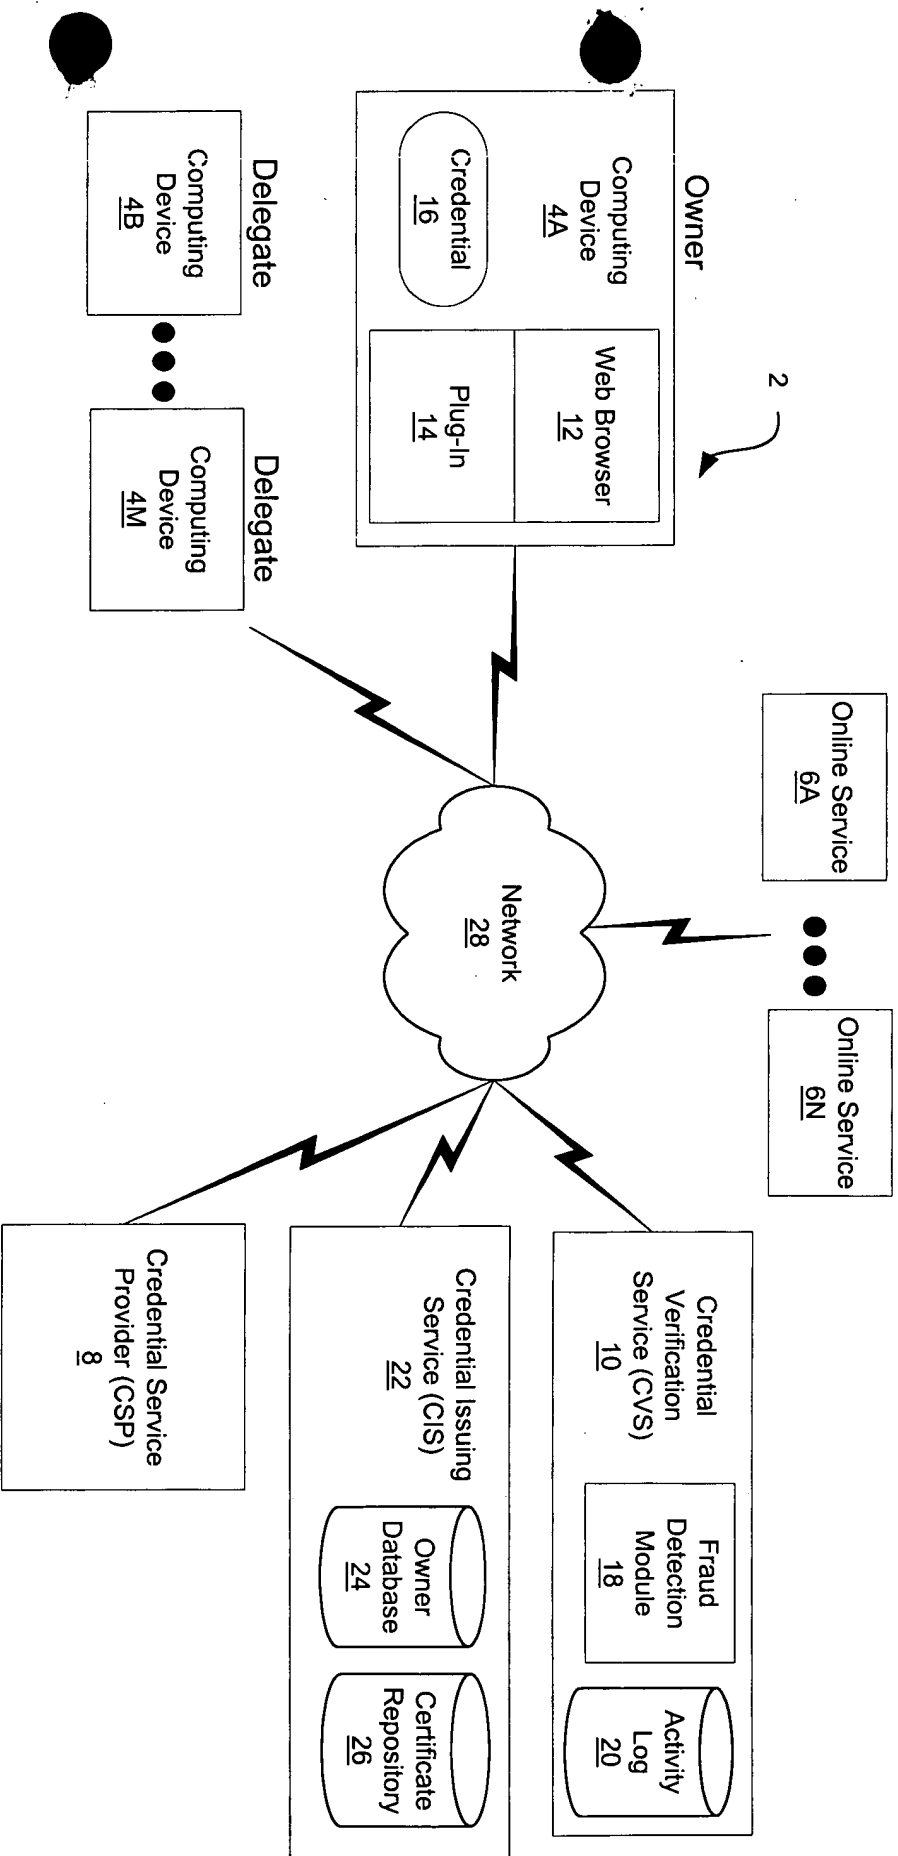 2
Owner
Computing
Device
4A
Credential
16
Web Browser
12
Plug-In
14
Delegate
Computing
Device
4B
Delegate
Computing
Device
4M
Online Service
6A
Online Service
6N
Network
28
Credential
Verification
Service (CVS)
10
Fraud
Detection
Module
18
Activity
Log
20
Credential Issuing
Service (CIS)
22
Owner
Database
24
Certificate
Repository
26
Credential Service
Provider (CSP)
8